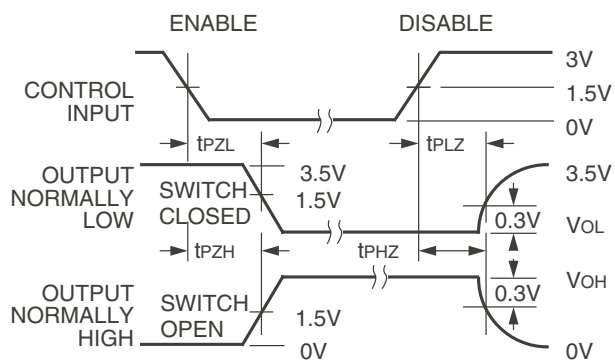 ENABLE DISABLE
3V
CONTROL INPUT 1.5V
0V
tPZL tPLZ
OUTPUT NORMALLY LOW
SWITCH CLOSED
3.5V 3.5V
1.5V
0.3V VOL
tPZH tPHZ
OUTPUT NORMALLY HIGH
SWITCH OPEN
VOH
0.3V
1.5V
0V 0V